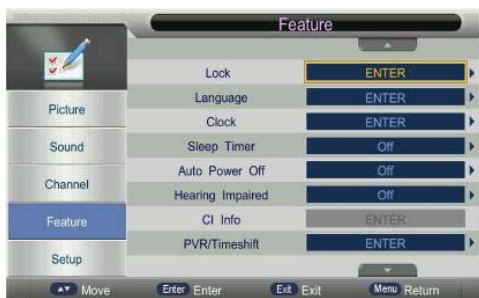 Feature
Lock ENTER
Language ENTER
Clock ENTER
Sleep Timer Off
Auto Power Off Off
Hearing Impaired Off
CI Info ENTER
PVR/Timeshift ENTER
Picture
Sound
Channel
Feature
Setup
Move Enter Enter Exit Exit Menu Return